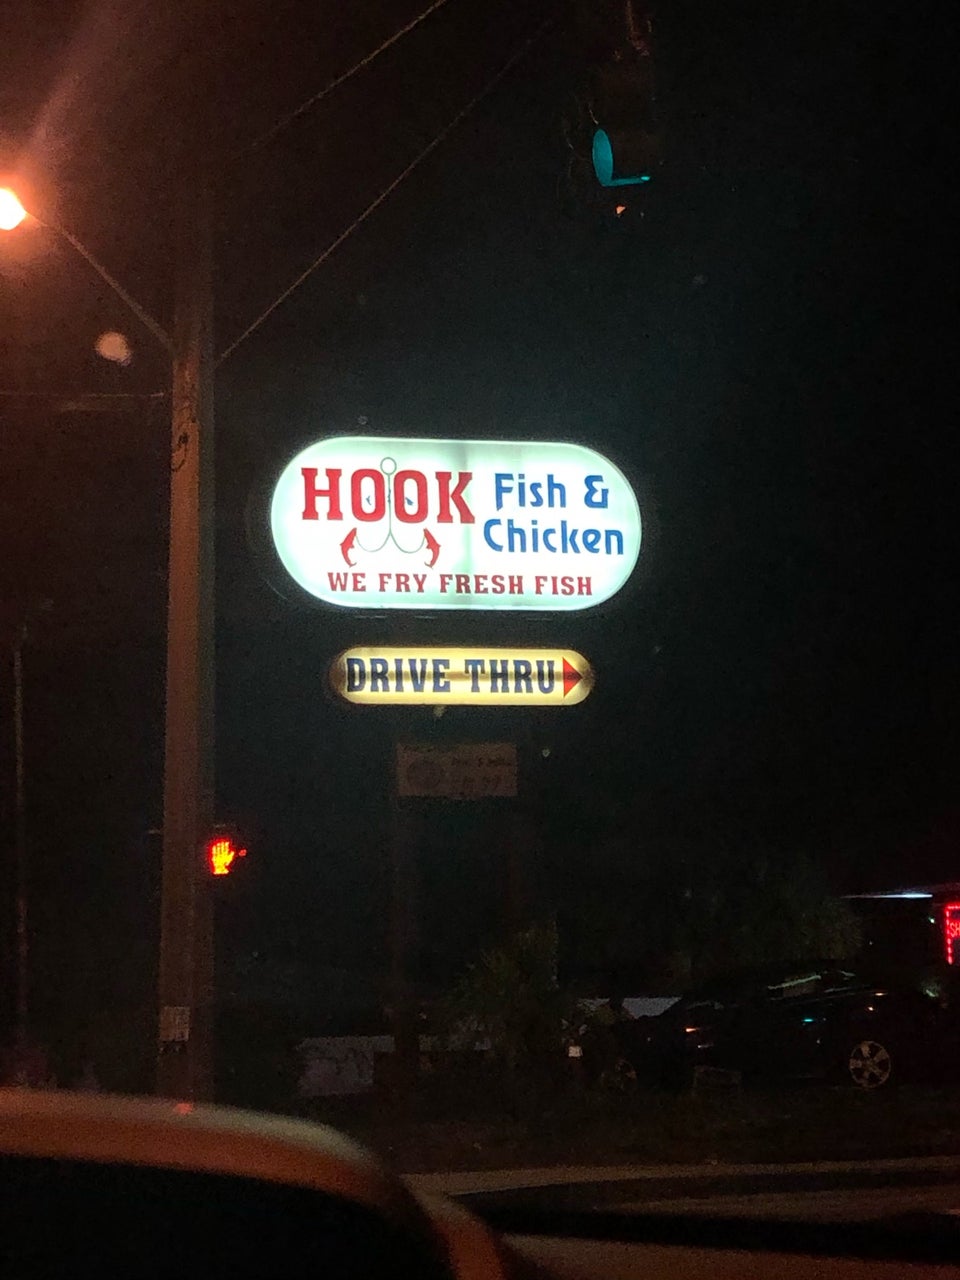 HOOK Fish &
Chicken
WE FRY FRESH FISH
DRIVE THRU